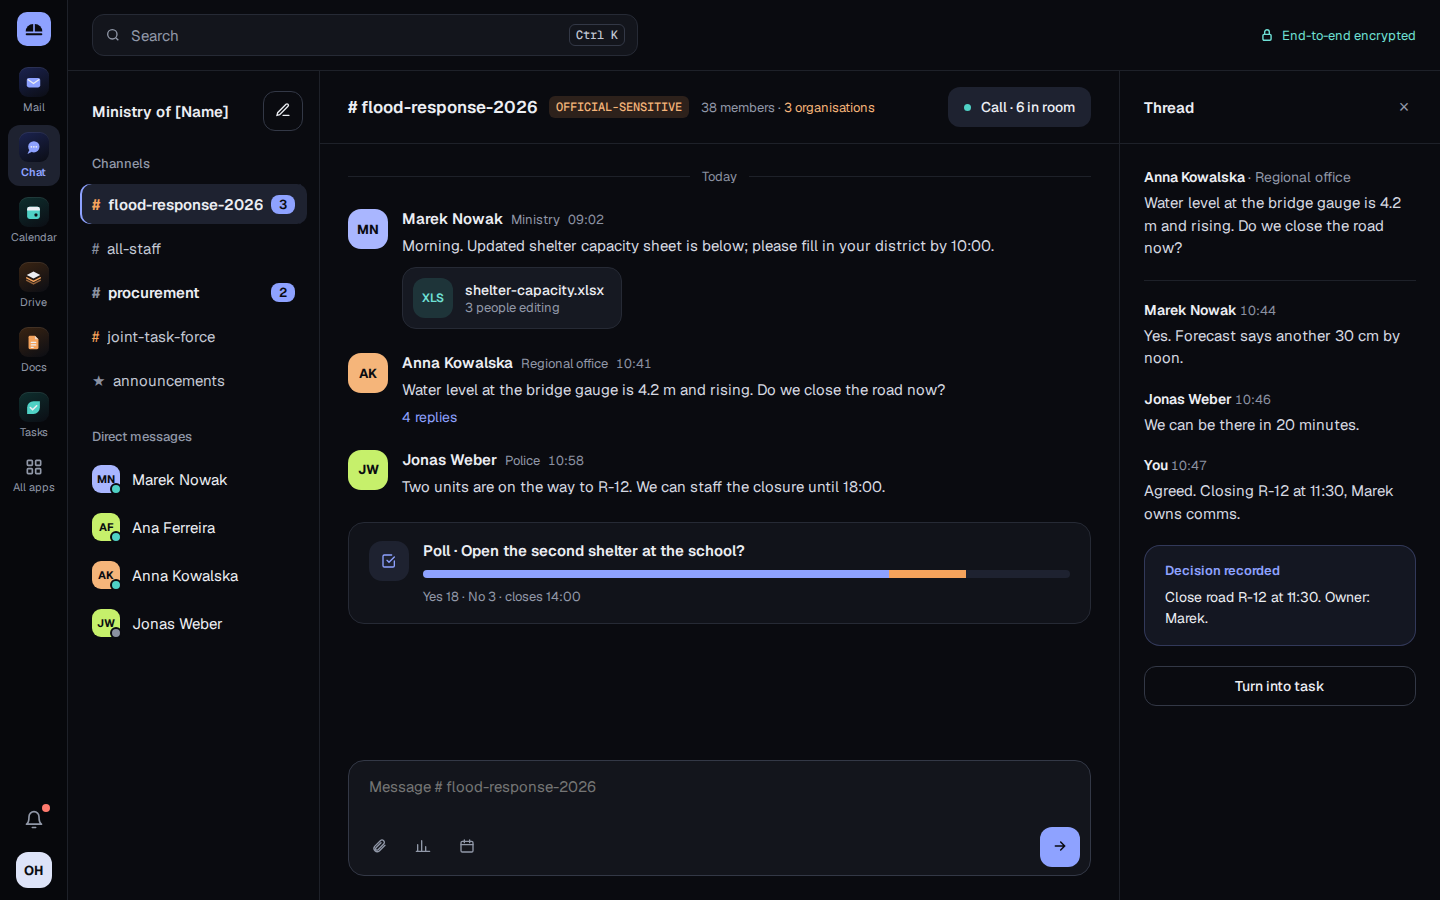 Search
Ctrl K
End-to-end encrypted
Mail
Chat
Calendar
Drive
Docs
Tasks
All apps
OH
Ministry of [Name]
Channels
# flood-response-2026 3
# all-staff
# procurement 2
# joint-task-force
★ announcements
Direct messages
MN Marek Nowak
AF Ana Ferreira
AK Anna Kowalska
JW Jonas Weber
# flood-response-2026 OFFICIAL-SENSITIVE 38 members · 3 organisations
Call · 6 in room
Today
MN
Marek Nowak Ministry 09:02
Morning. Updated shelter capacity sheet is below; please fill in your district by 10:00.
XLS
shelter-capacity.xlsx
3 people editing
AK
Anna Kowalska Regional office 10:41
Water level at the bridge gauge is 4.2 m and rising. Do we close the road now?
4 replies
JW
Jonas Weber Police 10:58
Two units are on the way to R-12. We can staff the closure until 18:00.
Poll · Open the second shelter at the school?
Yes 18 · No 3 · closes 14:00
Message # flood-response-2026
Thread
Anna Kowalska · Regional office
Water level at the bridge gauge is 4.2
m and rising. Do we close the road
now?
Marek Nowak 10:44
Yes. Forecast says another 30 cm by
noon.
Jonas Weber 10:46
We can be there in 20 minutes.
You 10:47
Agreed. Closing R-12 at 11:30, Marek
owns comms.
Decision recorded
Close road R-12 at 11:30. Owner:
Marek.
Turn into task